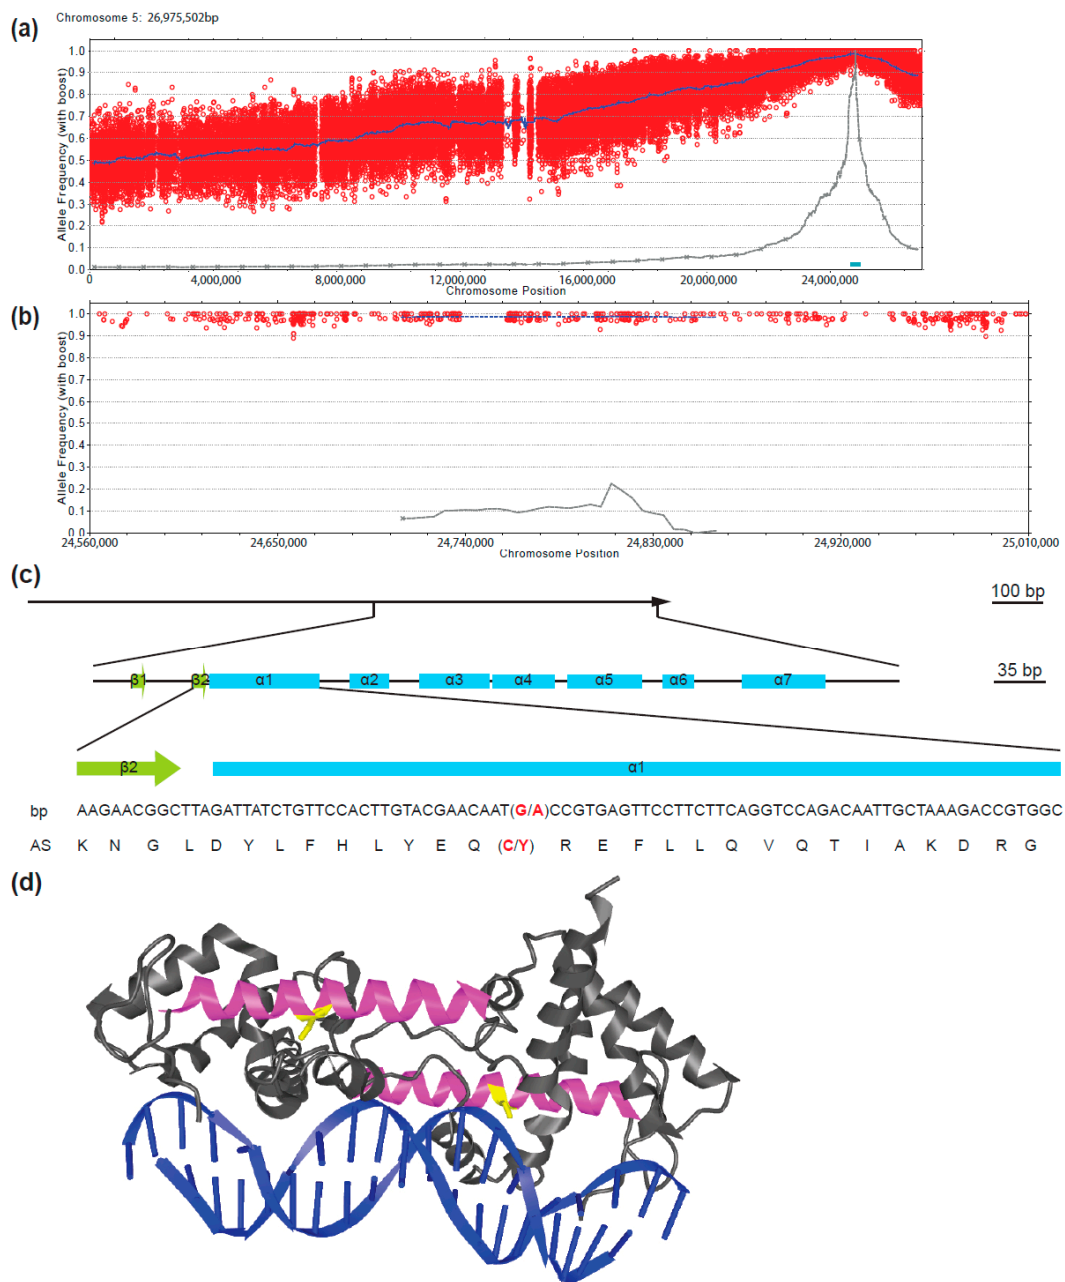 Chromosome 5: 26,975,502bp
(a)
Allele Frequency (with boost)
1.0
0.9
0.8
0.7
0.6
0.5
0.4
0.3
0.2
0.1
0.0
0 4,000,000 8,000,000 12,000,000 16,000,000 20,000,000 24,000,000
Chromosome Position
(b)
Allele Frequency (with boost)
1.0
0.9
0.8
0.7
0.6
0.5
0.4
0.3
0.2
0.1
0.0
24,560,000 24,650,000 24,740,000 24,830,000 24,920,000 25,010,000
Chromosome Position
(c)
100 bp
β1 β2 α1 α2 α3 α4 α5 α6 α7
35 bp
β2 α1
bp AAGAACGGCTTAGATTATCTGTTCCACTTGTACGAACAAT(G/A)CCGTGAGTTCCTTCTTCAGGTCCAGACAATTGCTAAAGACCGTGGC
AS K N G L D Y L F H L Y E Q (C/Y) R E F L L Q V Q T I A K D R G
(d)